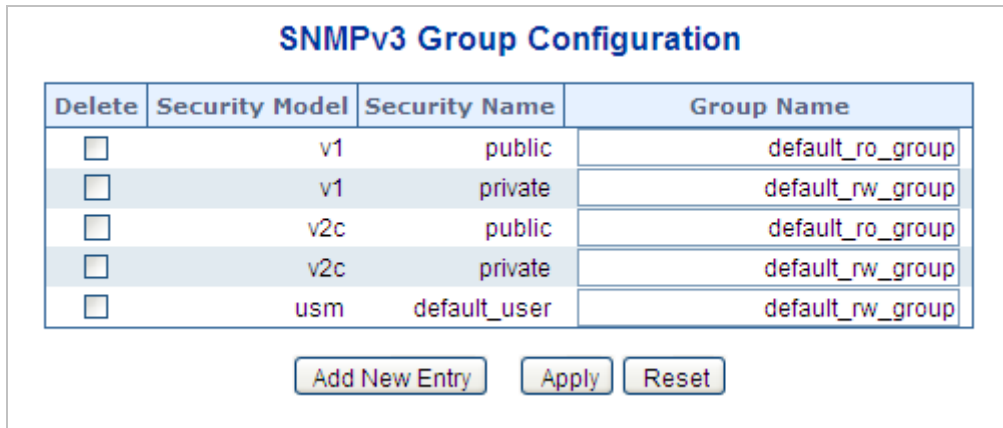 SNMPv3 Group Configuration
Delete Security Model Security Name Group Name
v1 public default_ro_group
v1 private default_rw_group
v2c public default_ro_group
v2c private default_rw_group
usm default_user default_rw_group
Add New Entry Apply Reset